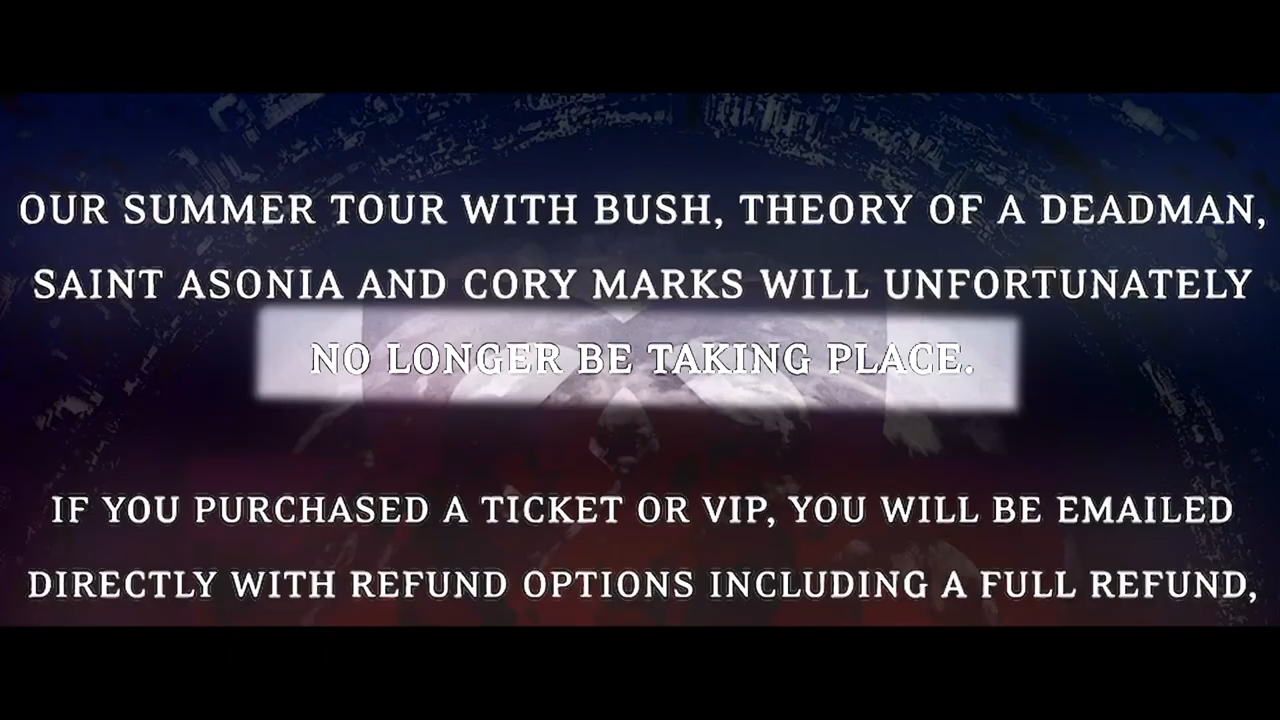 OUR SUMMER TOUR WITH BUSH, THEORY OF A DEADMAN,
SAINT ASONIA AND CORY MARKS WILL UNFORTUNATELY
NO LONGER BE TAKING PLACE.
IF YOU PURCHASED A TICKET OR VIP, YOU WILL BE EMAILED
DIRECTLY WITH REFUND OPTIONS INCLUDING A FULL REFUND,